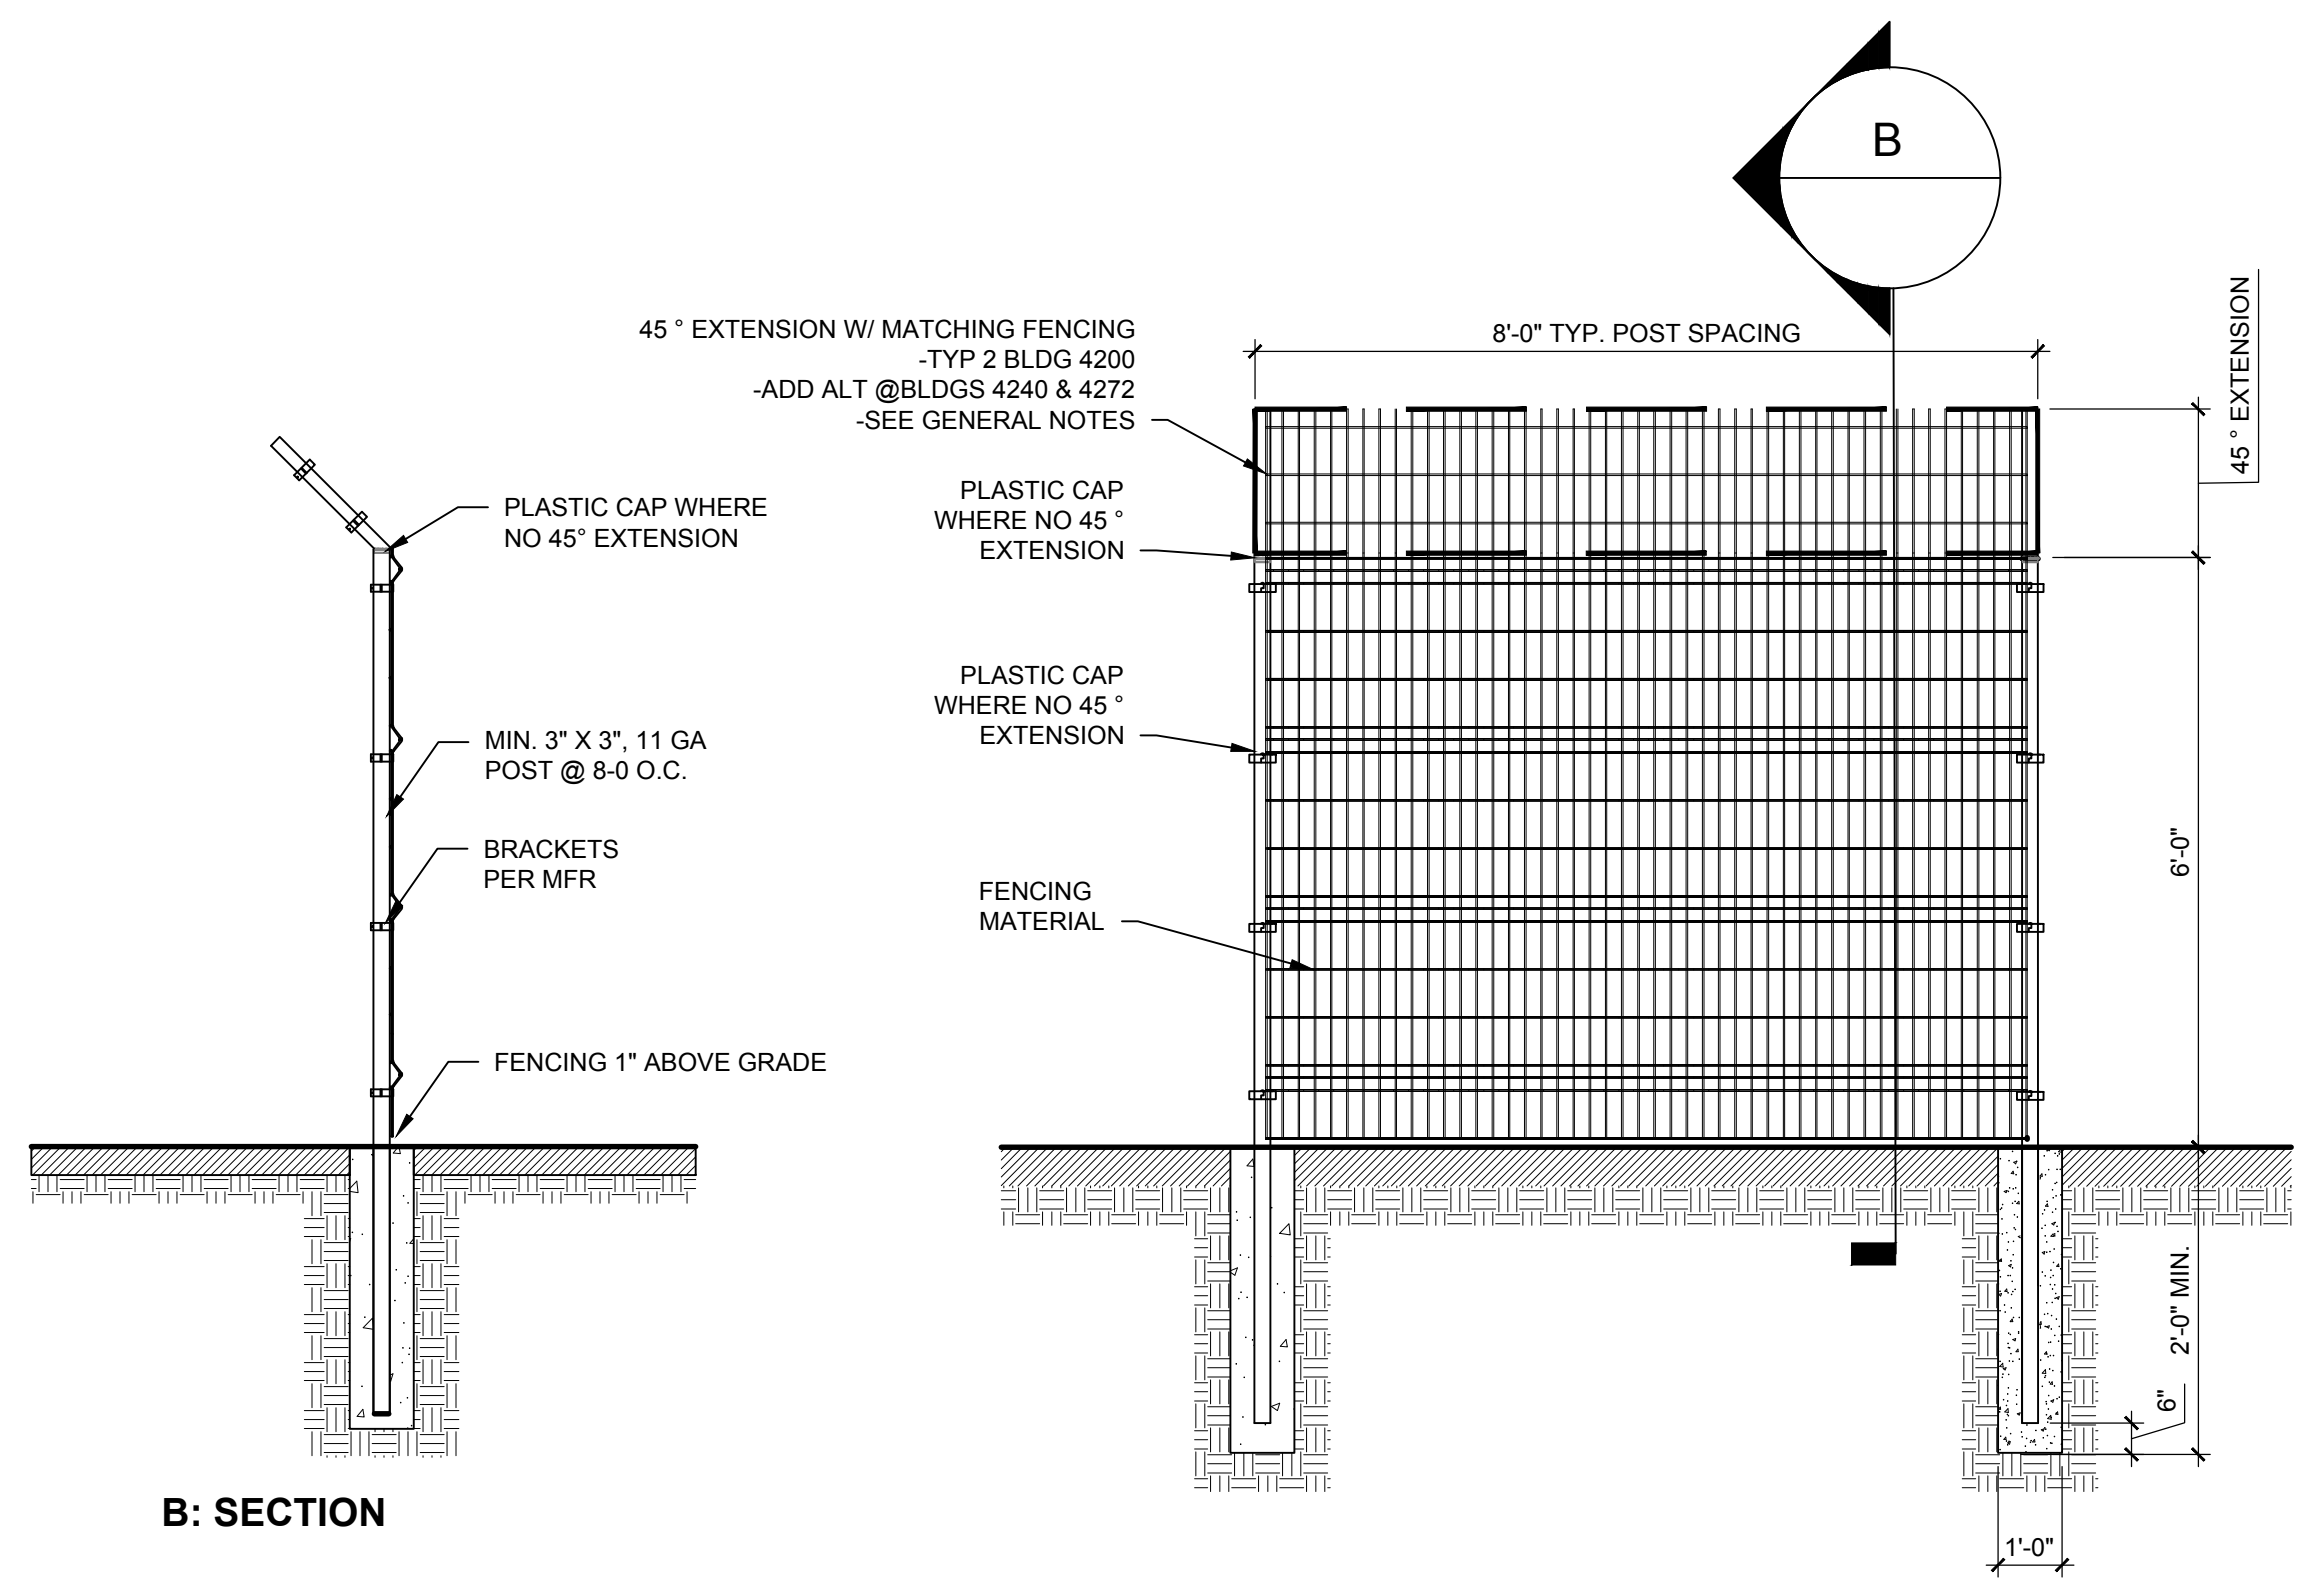 B
45 ° EXTENSION W/ MATCHING FENCING
-TYP 2 BLDG 4200
-ADD ALT @BLDGS 4240 & 4272
-SEE GENERAL NOTES
8'-0" TYP. POST SPACING
45 ° EXTENSION
PLASTIC CAP WHERE
NO 45° EXTENSION
PLASTIC CAP
WHERE NO 45 °
EXTENSION
PLASTIC CAP
WHERE NO 45 °
EXTENSION
MIN. 3" X 3", 11 GA
POST @ 8-0 O.C.
BRACKETS
PER MFR
FENCING
MATERIAL
6'-0"
FENCING 1" ABOVE GRADE
2'-0" MIN.
6"
1'-0"
B: SECTION